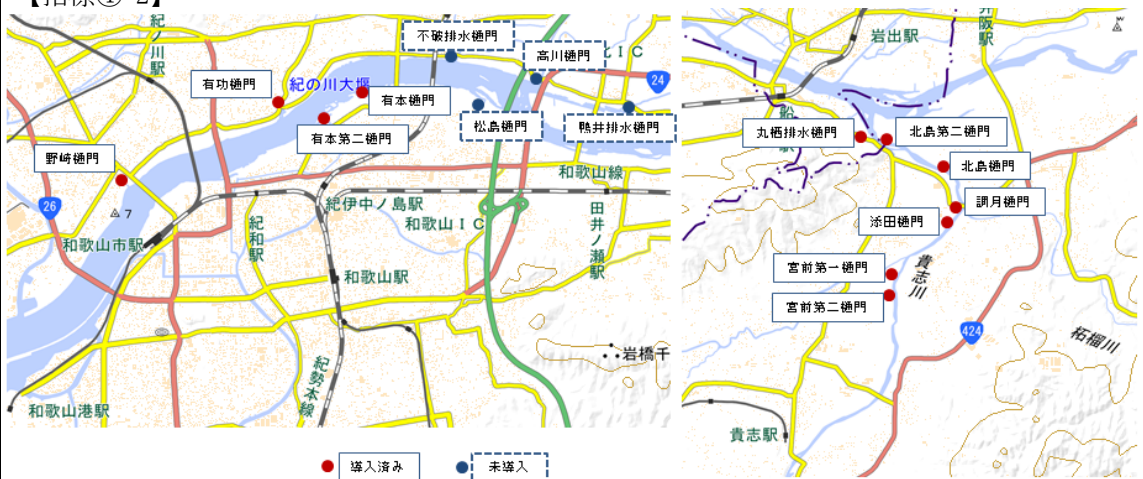 【指標①-2】
紀ノ川駅
不破排水樋門
高川樋門
IC
24
有功樋門
紀の川大堰
有本樋門
有本第二樋門
松島樋門
鴨井排水樋門
野崎樋門
和歌山線
26
7
紀伊中ノ島駅
和歌山IC
田井ノ瀬駅
紀和駅
和歌山市駅
和歌山駅
岩橋千
紀勢本線
和歌山港駅
岩出駅
井阪駅
船
駅
丸栖排水樋門
北島第二樋門
北島樋門
調月樋門
添田樋門
宮前第一樋門
貴志川
宮前第二樋門
424
柘榴川
貴志駅
導入済み
未導入